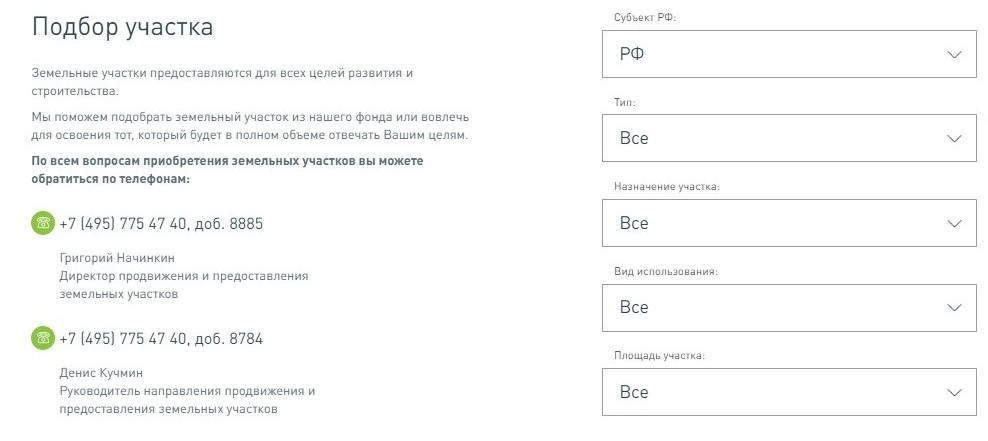 Подбор участка
Земельные участки предоставляются для всех целей развития и
строительства.
Мы поможем подобрать земельный участок из нашего фонда или вовлечь
для освоения тот, который будет в полном объеме отвечать Вашим целям.
По всем вопросам приобретения земельных участков вы можете
обратиться по телефонам:
+7 (495) 775 47 40, доб. 8885
Григорий Начинкин
Директор продвижения и предоставления
земельных участков
+7 (495) 775 47 40, доб. 8784
Денис Кучмин
Руководитель направления продвижения и
предоставления земельных участков
Субъект РФ:
РФ
Тип:
Все
Назначение участка:
Все
Вид использования:
Все
Площадь участка:
Все